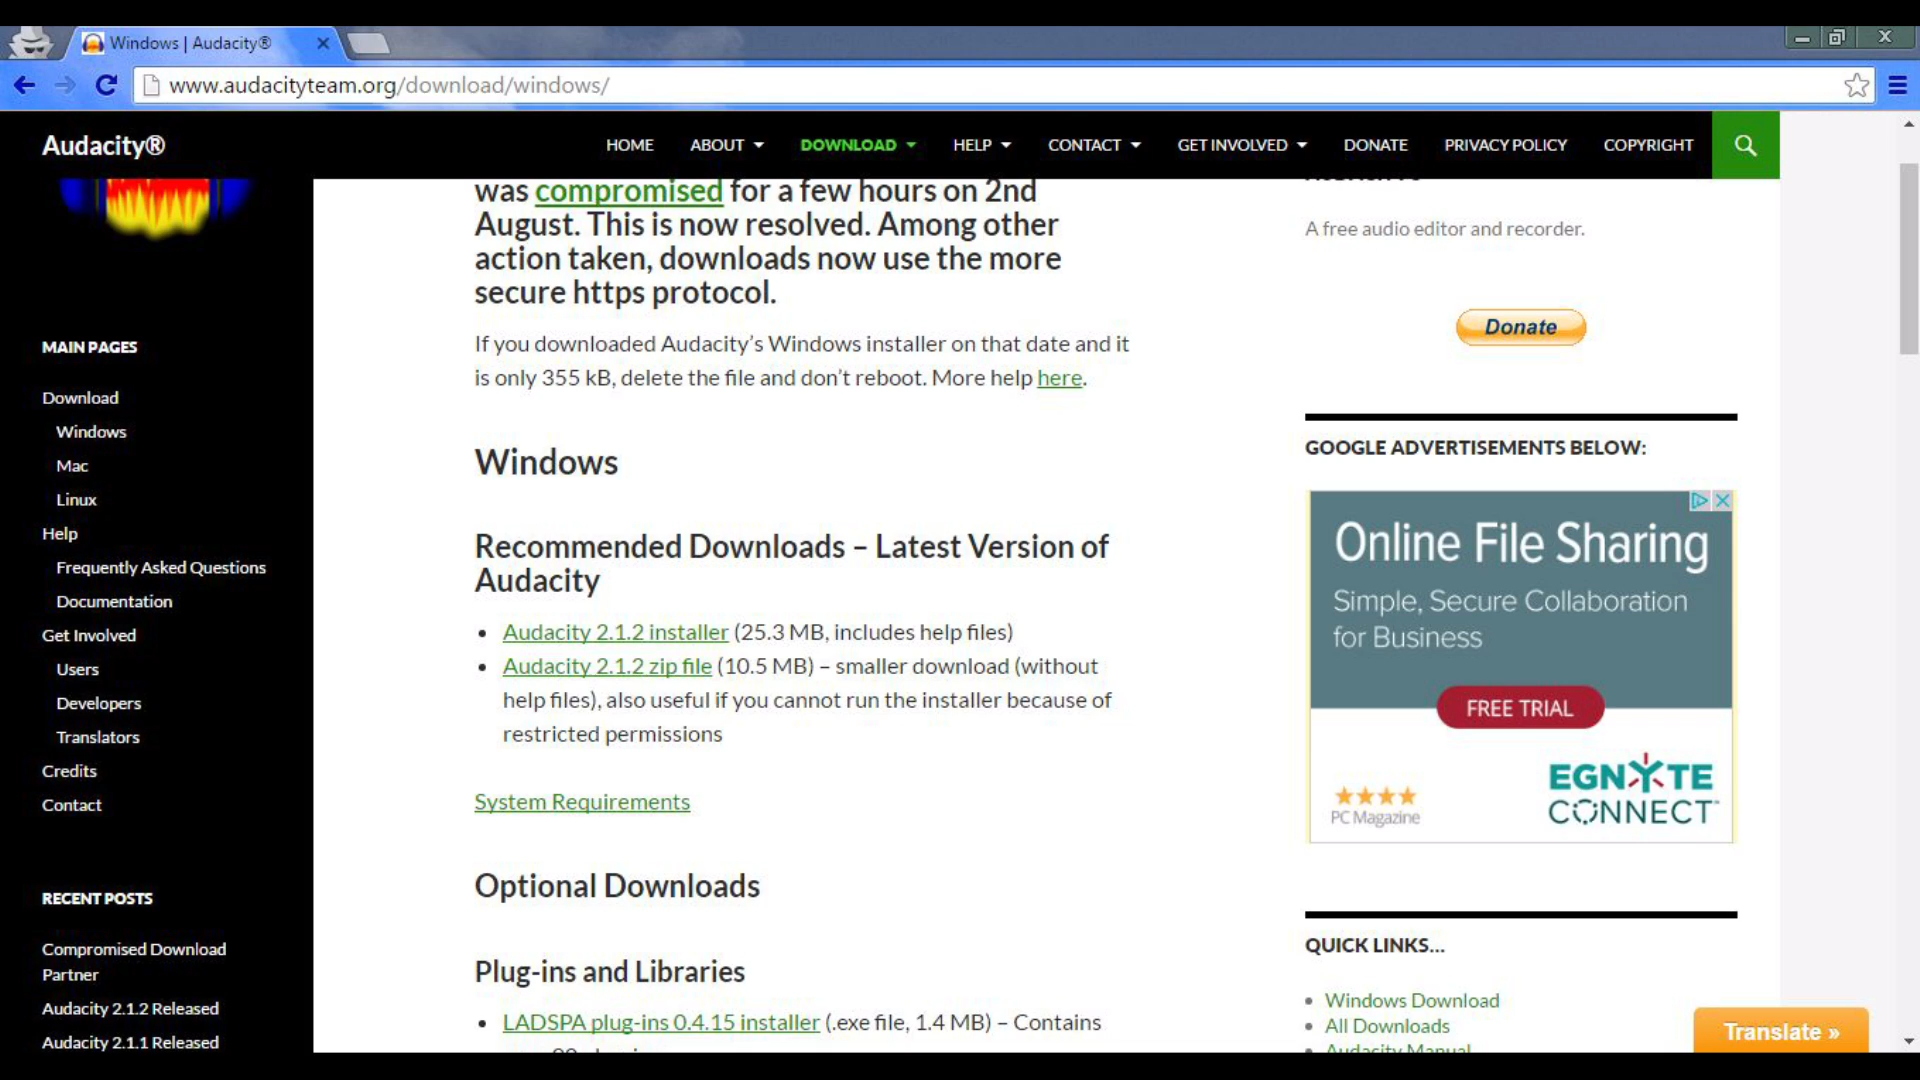 Windows | Audacity®
www.audacityteam.org/download/windows/
Audacity®
HOME
ABOUT
DOWNLOAD
HELP
CONTACT
GET INVOLVED
DONATE
PRIVACY POLICY
COPYRIGHT
MAIN PAGES
Download
Windows
Mac
Linux
Help
Frequently Asked Questions
Documentation
Get Involved
Users
Developers
Translators
Credits
Contact
RECENT POSTS
Compromised Download
Partner
Audacity 2.1.2 Released
Audacity 2.1.1 Released
was compromised for a few hours on 2nd
August. This is now resolved. Among other
action taken, downloads now use the more
secure https protocol.
If you downloaded Audacity’s Windows installer on that date and it
is only 355 kB, delete the file and don’t reboot. More help here.
Windows
Recommended Downloads – Latest Version of
Audacity
• Audacity 2.1.2 installer (25.3 MB, includes help files)
• Audacity 2.1.2 zip file (10.5 MB) – smaller download (without
help files), also useful if you cannot run the installer because of
restricted permissions
System Requirements
Optional Downloads
Plug-ins and Libraries
• LADSPA plug-ins 0.4.15 installer (.exe file, 1.4 MB) – Contains
A free audio editor and recorder.
Donate
GOOGLE ADVERTISEMENTS BELOW:
Online File Sharing
Simple, Secure Collaboration
for Business
FREE TRIAL
PC Magazine
EGNYTE
CONNECT
QUICK LINKS...
• Windows Download
• All Downloads
• Audacity Manual
Translate »